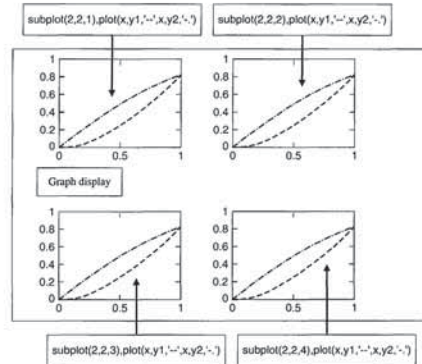 subplot(2,2,1),plot(x,y1,'--',x,y2,'-.')
subplot(2,2,2),plot(x,y1,'--',x,y2,'-.')
1
0.8
0.6
0.4
0.2
0
0 0.5 1
1
0.8
0.6
0.4
0.2
0
0 0.5 1
Graph display
1
0.8
0.6
0.4
0.2
0
0 0.5 1
1
0.8
0.6
0.4
0.2
0
0 0.5 1
subplot(2,2,3),plot(x,y1,'--',x,y2,'-.')
subplot(2,2,4),plot(x,y1,'--',x,y2,'-.')